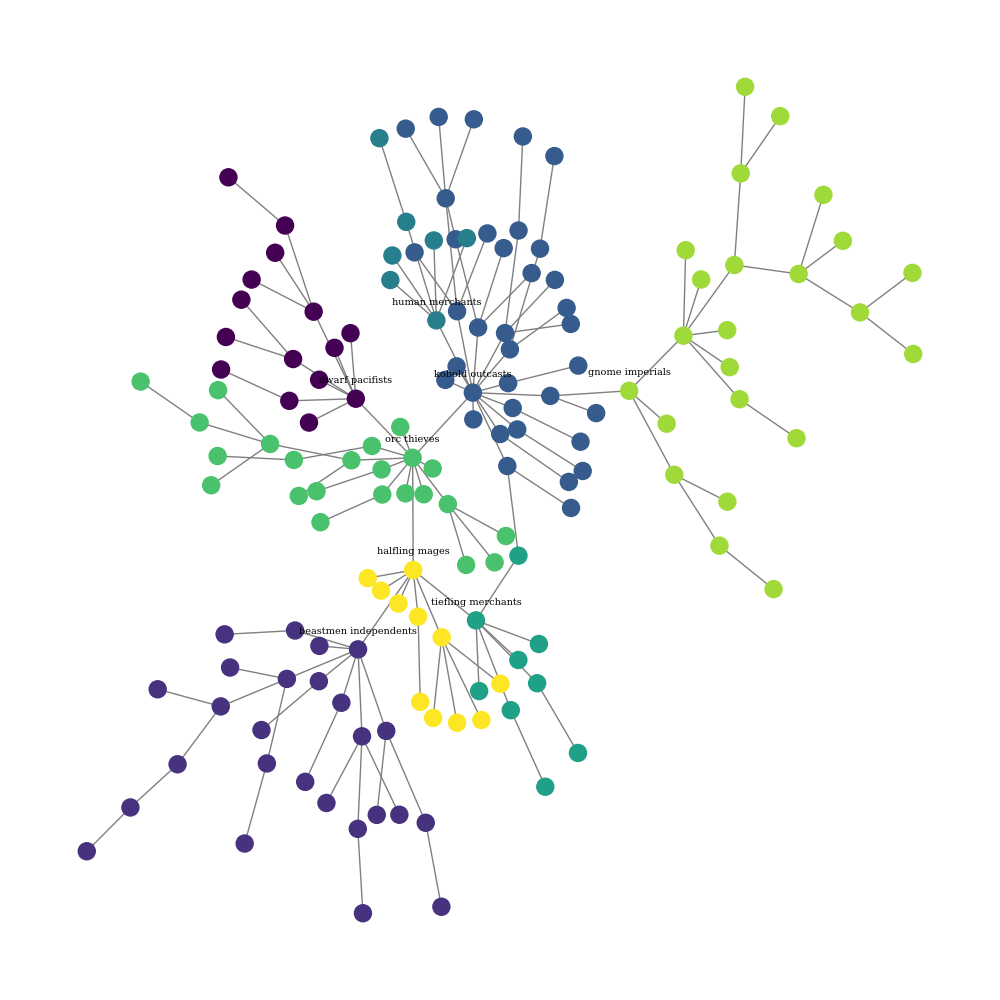 human merchants
gnome imperials
kobold outcasts
dwarf pacifists
orc thieves
halfling mages
tiefling merchants
beastmen independents